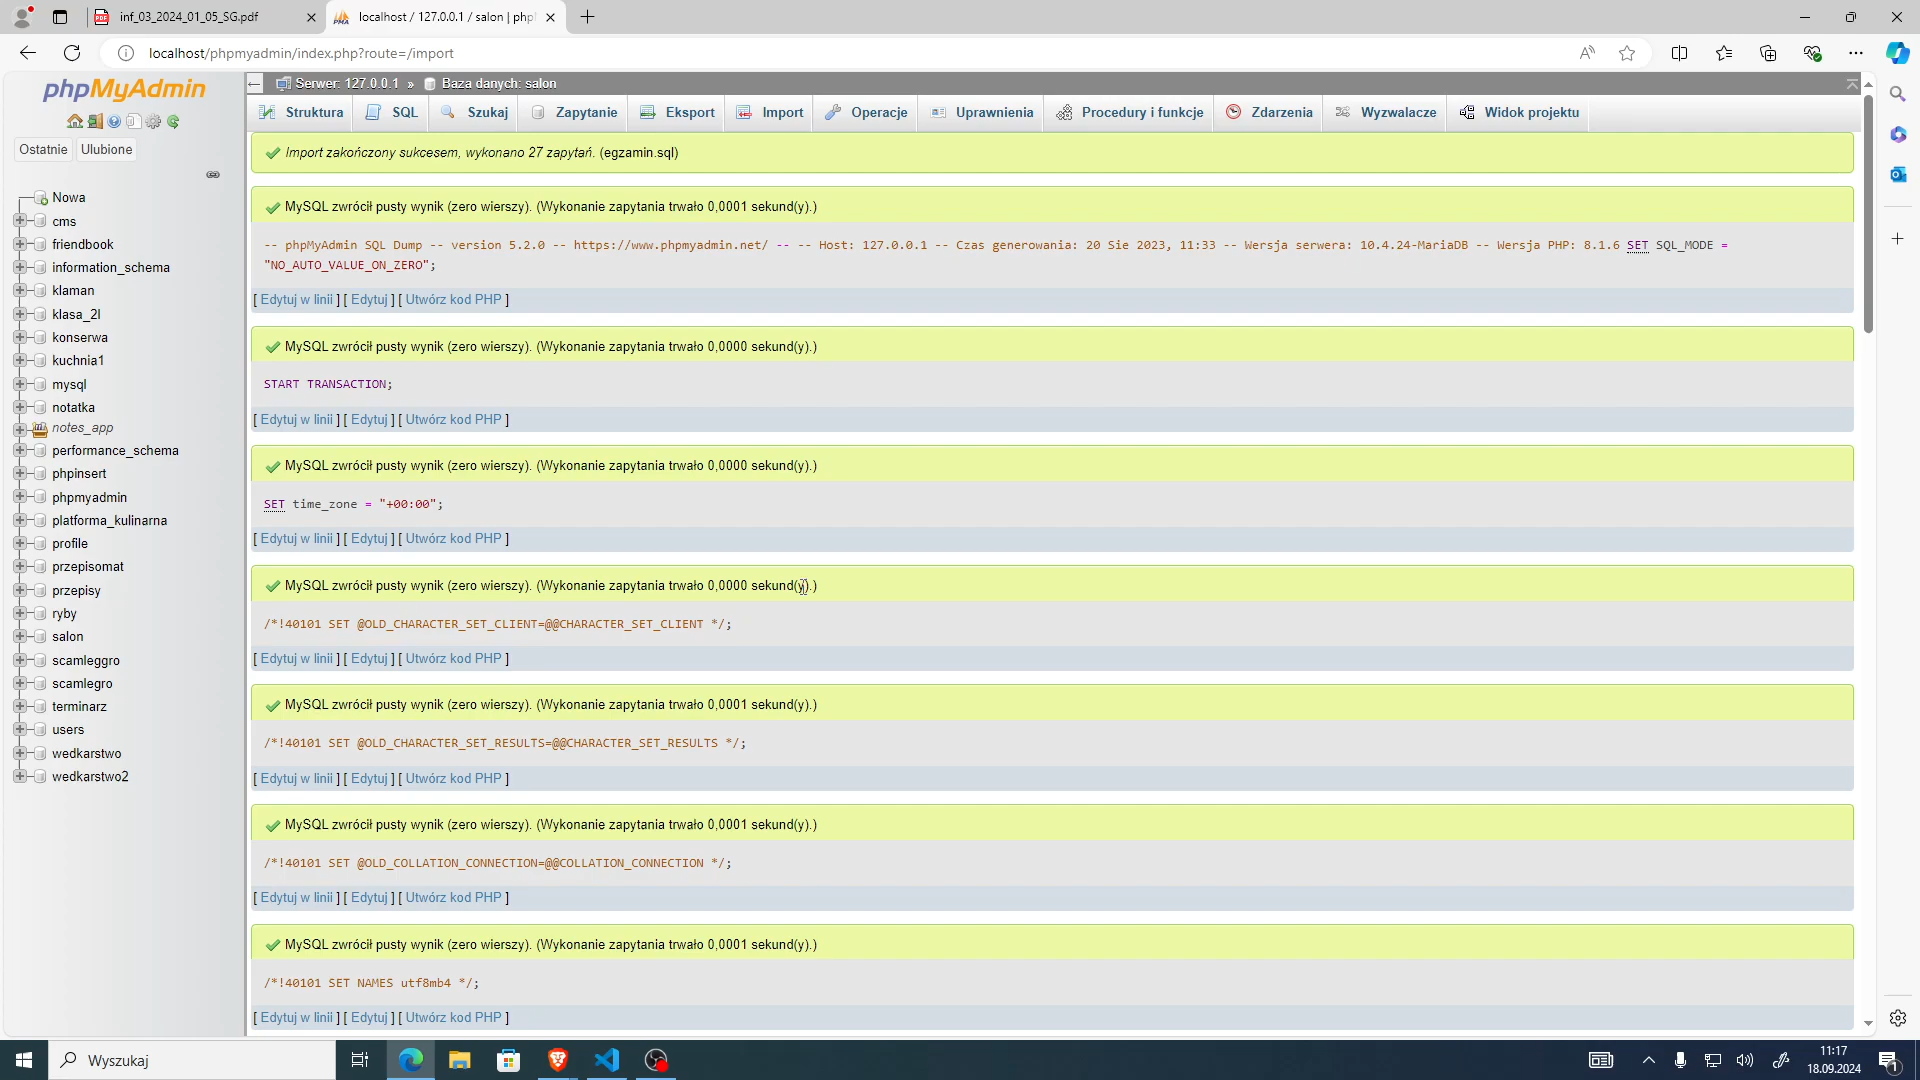 inf_03_2024_01_05_SG.pdf
localhost / 127.0.0.1 / salon | php
localhost/phpmyadmin/index.php?route=/import
phpMyAdmin
Ostatnie Ulubione
Nowa
cms
friendbook
information_schema
klaman
klasa_2l
konserwa
kuchnia1
mysql
notatka
notes_app
performance_schema
phpinsert
phpmyadmin
platforma_kulinarna
profile
przepisomat
przepisy
ryby
salon
scamleggro
scamlegro
terminarz
users
wedkarstwo
wedkarstwo2
Serwer: 127.0.0.1 » Baza danych: salon
Struktura SQL Szukaj Zapytanie Eksport Import Operacje Uprawnienia Procedury i funkcje Zdarzenia Wyzwalacze Widok projektu
Import zakończony sukcesem, wykonano 27 zapytań. (egzamin.sql)
MySQL zwrócił pusty wynik (zero wierszy). (Wykonanie zapytania trwało 0,0001 sekund(y).)
-- phpMyAdmin SQL Dump -- version 5.2.0 -- https://www.phpmyadmin.net/ -- -- Host: 127.0.0.1 -- Czas generowania: 20 Sie 2023, 11:33 -- Wersja serwera: 10.4.24-MariaDB -- Wersja PHP: 8.1.6 SET SQL_MODE =
"NO_AUTO_VALUE_ON_ZERO";
[ Edytuj w linii ] [ Edytuj ] [ Utwórz kod PHP ]
MySQL zwrócił pusty wynik (zero wierszy). (Wykonanie zapytania trwało 0,0000 sekund(y).)
START TRANSACTION;
[ Edytuj w linii ] [ Edytuj ] [ Utwórz kod PHP ]
MySQL zwrócił pusty wynik (zero wierszy). (Wykonanie zapytania trwało 0,0000 sekund(y).)
SET time_zone = "+00:00";
[ Edytuj w linii ] [ Edytuj ] [ Utwórz kod PHP ]
MySQL zwrócił pusty wynik (zero wierszy). (Wykonanie zapytania trwało 0,0000 sekund(y).)
/*!40101 SET @OLD_CHARACTER_SET_CLIENT=@@CHARACTER_SET_CLIENT */;
[ Edytuj w linii ] [ Edytuj ] [ Utwórz kod PHP ]
MySQL zwrócił pusty wynik (zero wierszy). (Wykonanie zapytania trwało 0,0001 sekund(y).)
/*!40101 SET @OLD_CHARACTER_SET_RESULTS=@@CHARACTER_SET_RESULTS */;
[ Edytuj w linii ] [ Edytuj ] [ Utwórz kod PHP ]
MySQL zwrócił pusty wynik (zero wierszy). (Wykonanie zapytania trwało 0,0001 sekund(y).)
/*!40101 SET @OLD_COLLATION_CONNECTION=@@COLLATION_CONNECTION */;
[ Edytuj w linii ] [ Edytuj ] [ Utwórz kod PHP ]
MySQL zwrócił pusty wynik (zero wierszy). (Wykonanie zapytania trwało 0,0001 sekund(y).)
/*!40101 SET NAMES utf8mb4 */;
[ Edytuj w linii ] [ Edytuj ] [ Utwórz kod PHP ]
Wyszukaj
11:17
18.09.2024
1